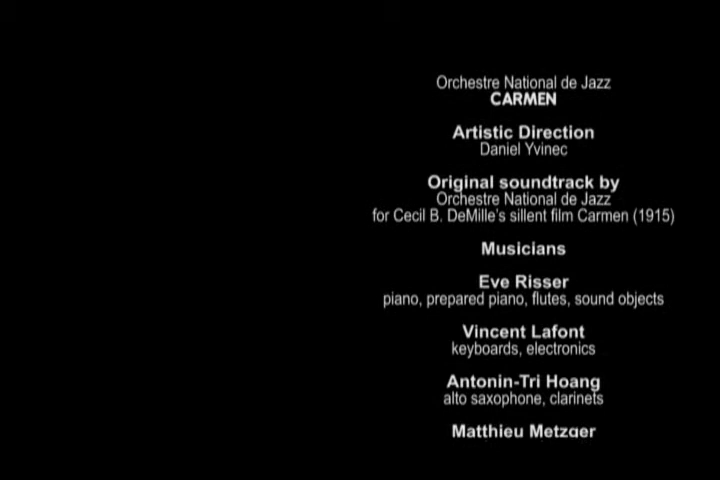 Orchestre National de Jazz
CARMEN
Artistic Direction
Daniel Yvinec
Original soundtrack by
Orchestre National de Jazz
for Cecil B. DeMille's sillent film Carmen (1915)
Musicians
Eve Risser
piano, prepared piano, flutes, sound objects
Vincent Lafont
keyboards, electronics
Antonin-Tri Hoang
alto saxophone, clarinets
Matthieu Metzger